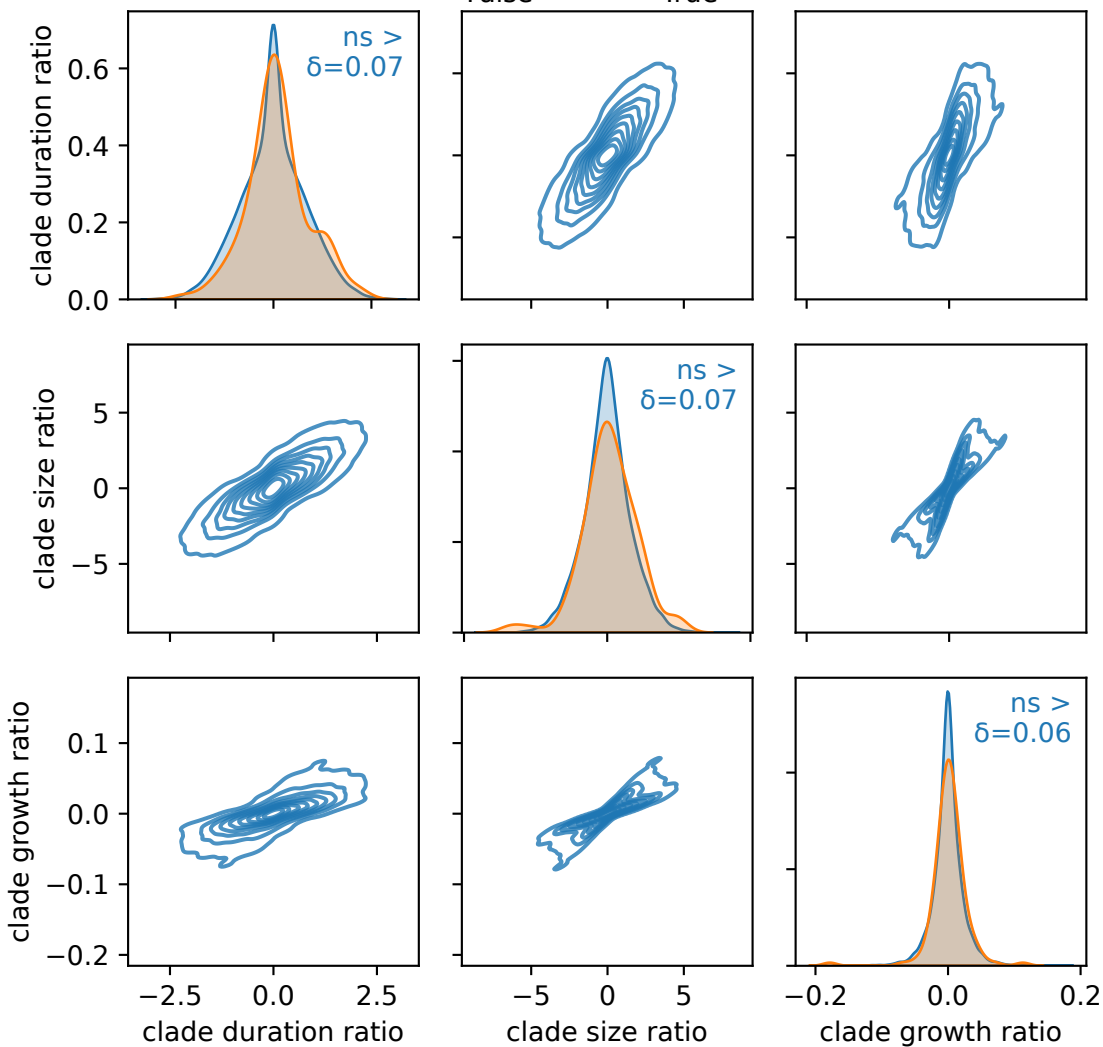 clade duration ratio
0.6
0.4
0.2
0.0
ns >
δ=0.07
clade size ratio
5
0
−5
ns >
δ=0.07
clade growth ratio
0.1
0.0
−0.1
−0.2
ns >
δ=0.06
−2.5 0.0 2.5
−5 0 5
−0.2 0.0 0.2
clade duration ratio
clade size ratio
clade growth ratio